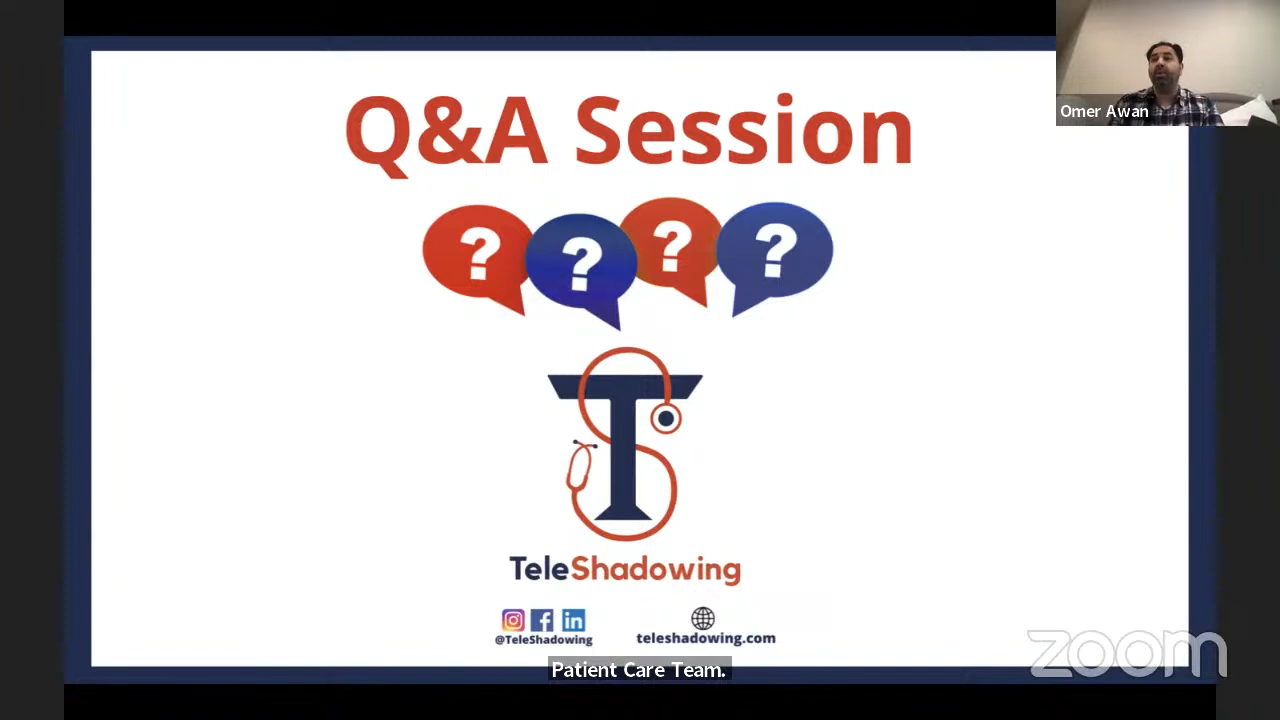 Q&A Session
Omer Awan
? ? ? ?
TeleShadowing
@TeleShadowing
teleshadowing.com
Patient Care Team.
zoom